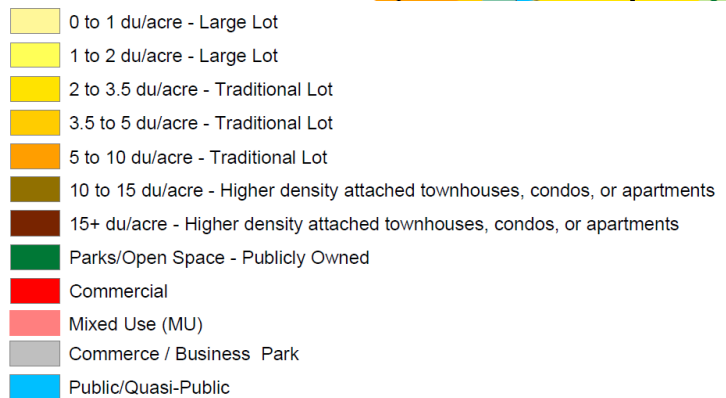 0 to 1 du/acre - Large Lot
1 to 2 du/acre - Large Lot
2 to 3.5 du/acre - Traditional Lot
3.5 to 5 du/acre - Traditional Lot
5 to 10 du/acre - Traditional Lot
10 to 15 du/acre - Higher density attached townhouses, condos, or apartments
15+ du/acre - Higher density attached townhouses, condos, or apartments
Parks/Open Space - Publicly Owned
Commercial
Mixed Use (MU)
Commerce / Business Park
Public/Quasi-Public